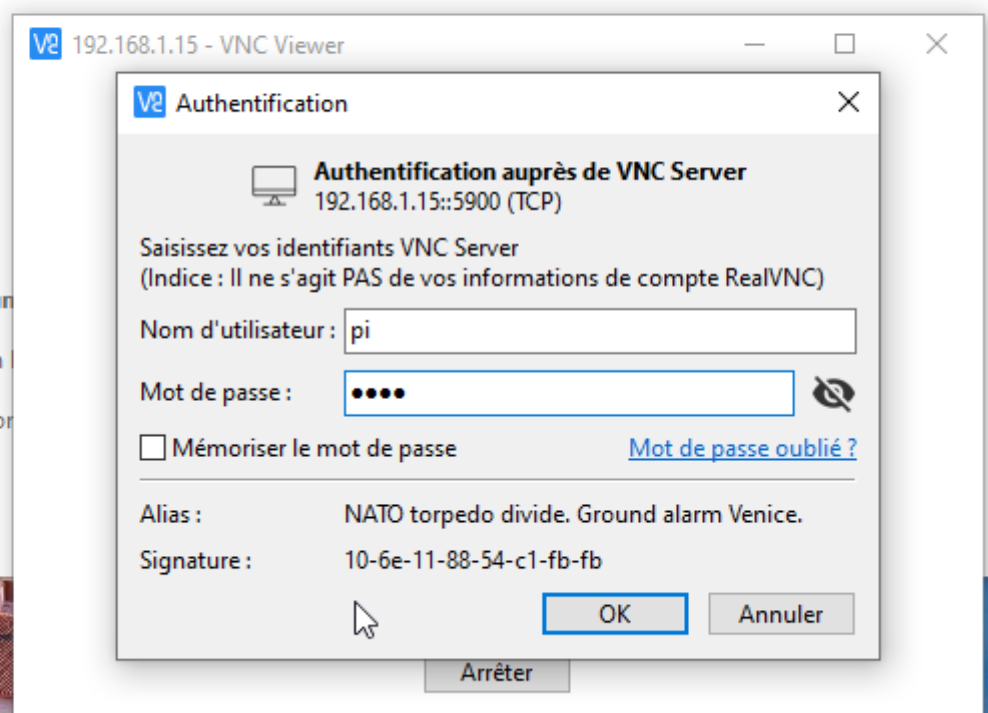 192.168.1.15 - VNC Viewer
Authentification
Authentification auprès de VNC Server
192.168.1.15::5900 (TCP)
Saisissez vos identifiants VNC Server
(Indice : Il ne s'agit PAS de vos informations de compte RealVNC)
Nom d'utilisateur : pi
Mot de passe : ••••
Mémoriser le mot de passe Mot de passe oublié ?
Alias : NATO torpedo divide. Ground alarm Venice.
Signature : 10-6e-11-88-54-c1-fb-fb
OK Annuler
Arrêter